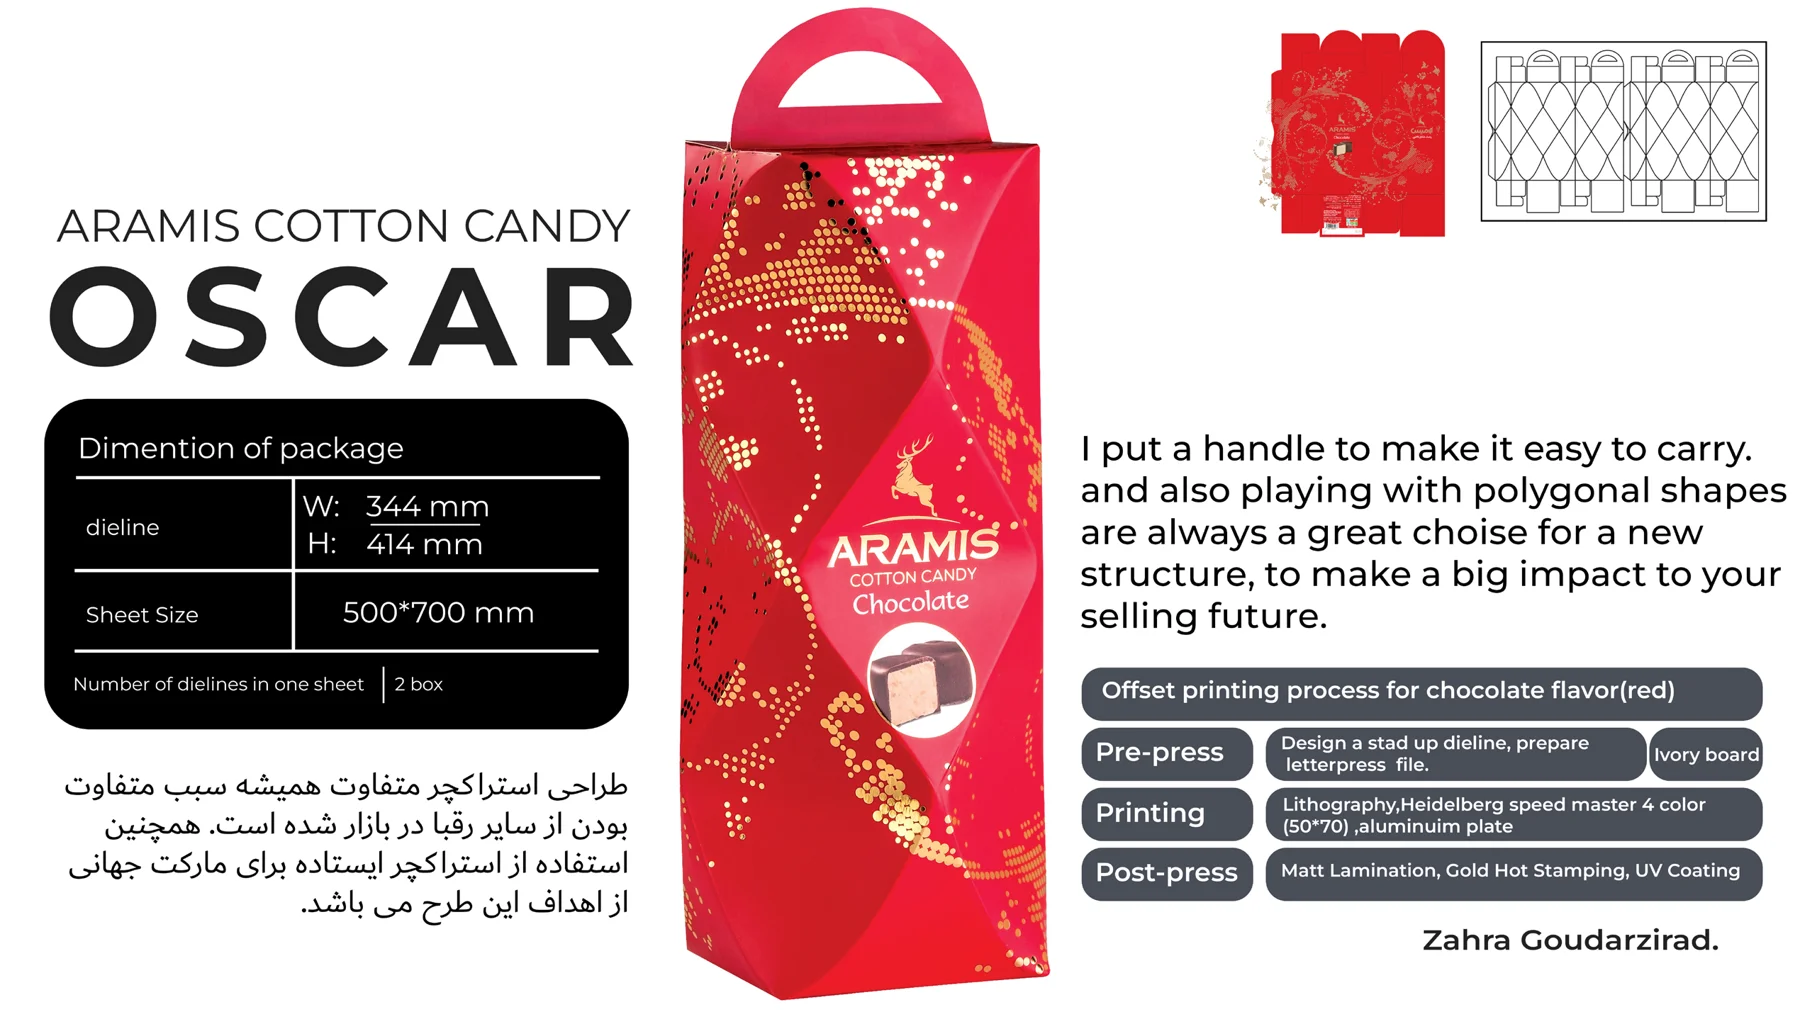 ARAMIS COTTON CANDY
OSCAR
Dimention of package
dieline
W: 344 mm
H: 414 mm
Sheet Size
500*700 mm
Number of dielines in one sheet | 2 box
طراحی استراکچر متفاوت همیشه سبب متفاوت
بودن از سایر رقبا در بازار شده است. همچنین
استفاده از استراکچر ایستاده برای مارکت جهانی
از اهداف این طرح می باشد.
ARAMIS
COTTON CANDY
Chocolate
ARAMIS
I put a handle to make it easy to carry.
and also playing with polygonal shapes
are always a great choise for a new
structure, to make a big impact to your
selling future.
Offset printing process for chocolate flavor(red)
Pre-press
Design a stad up dieline, prepare
letterpress file.
Ivory board
Printing
Lithography,Heidelberg speed master 4 color
(50*70) ,aluminuim plate
Post-press
Matt Lamination, Gold Hot Stamping, UV Coating
Zahra Goudarzirad.